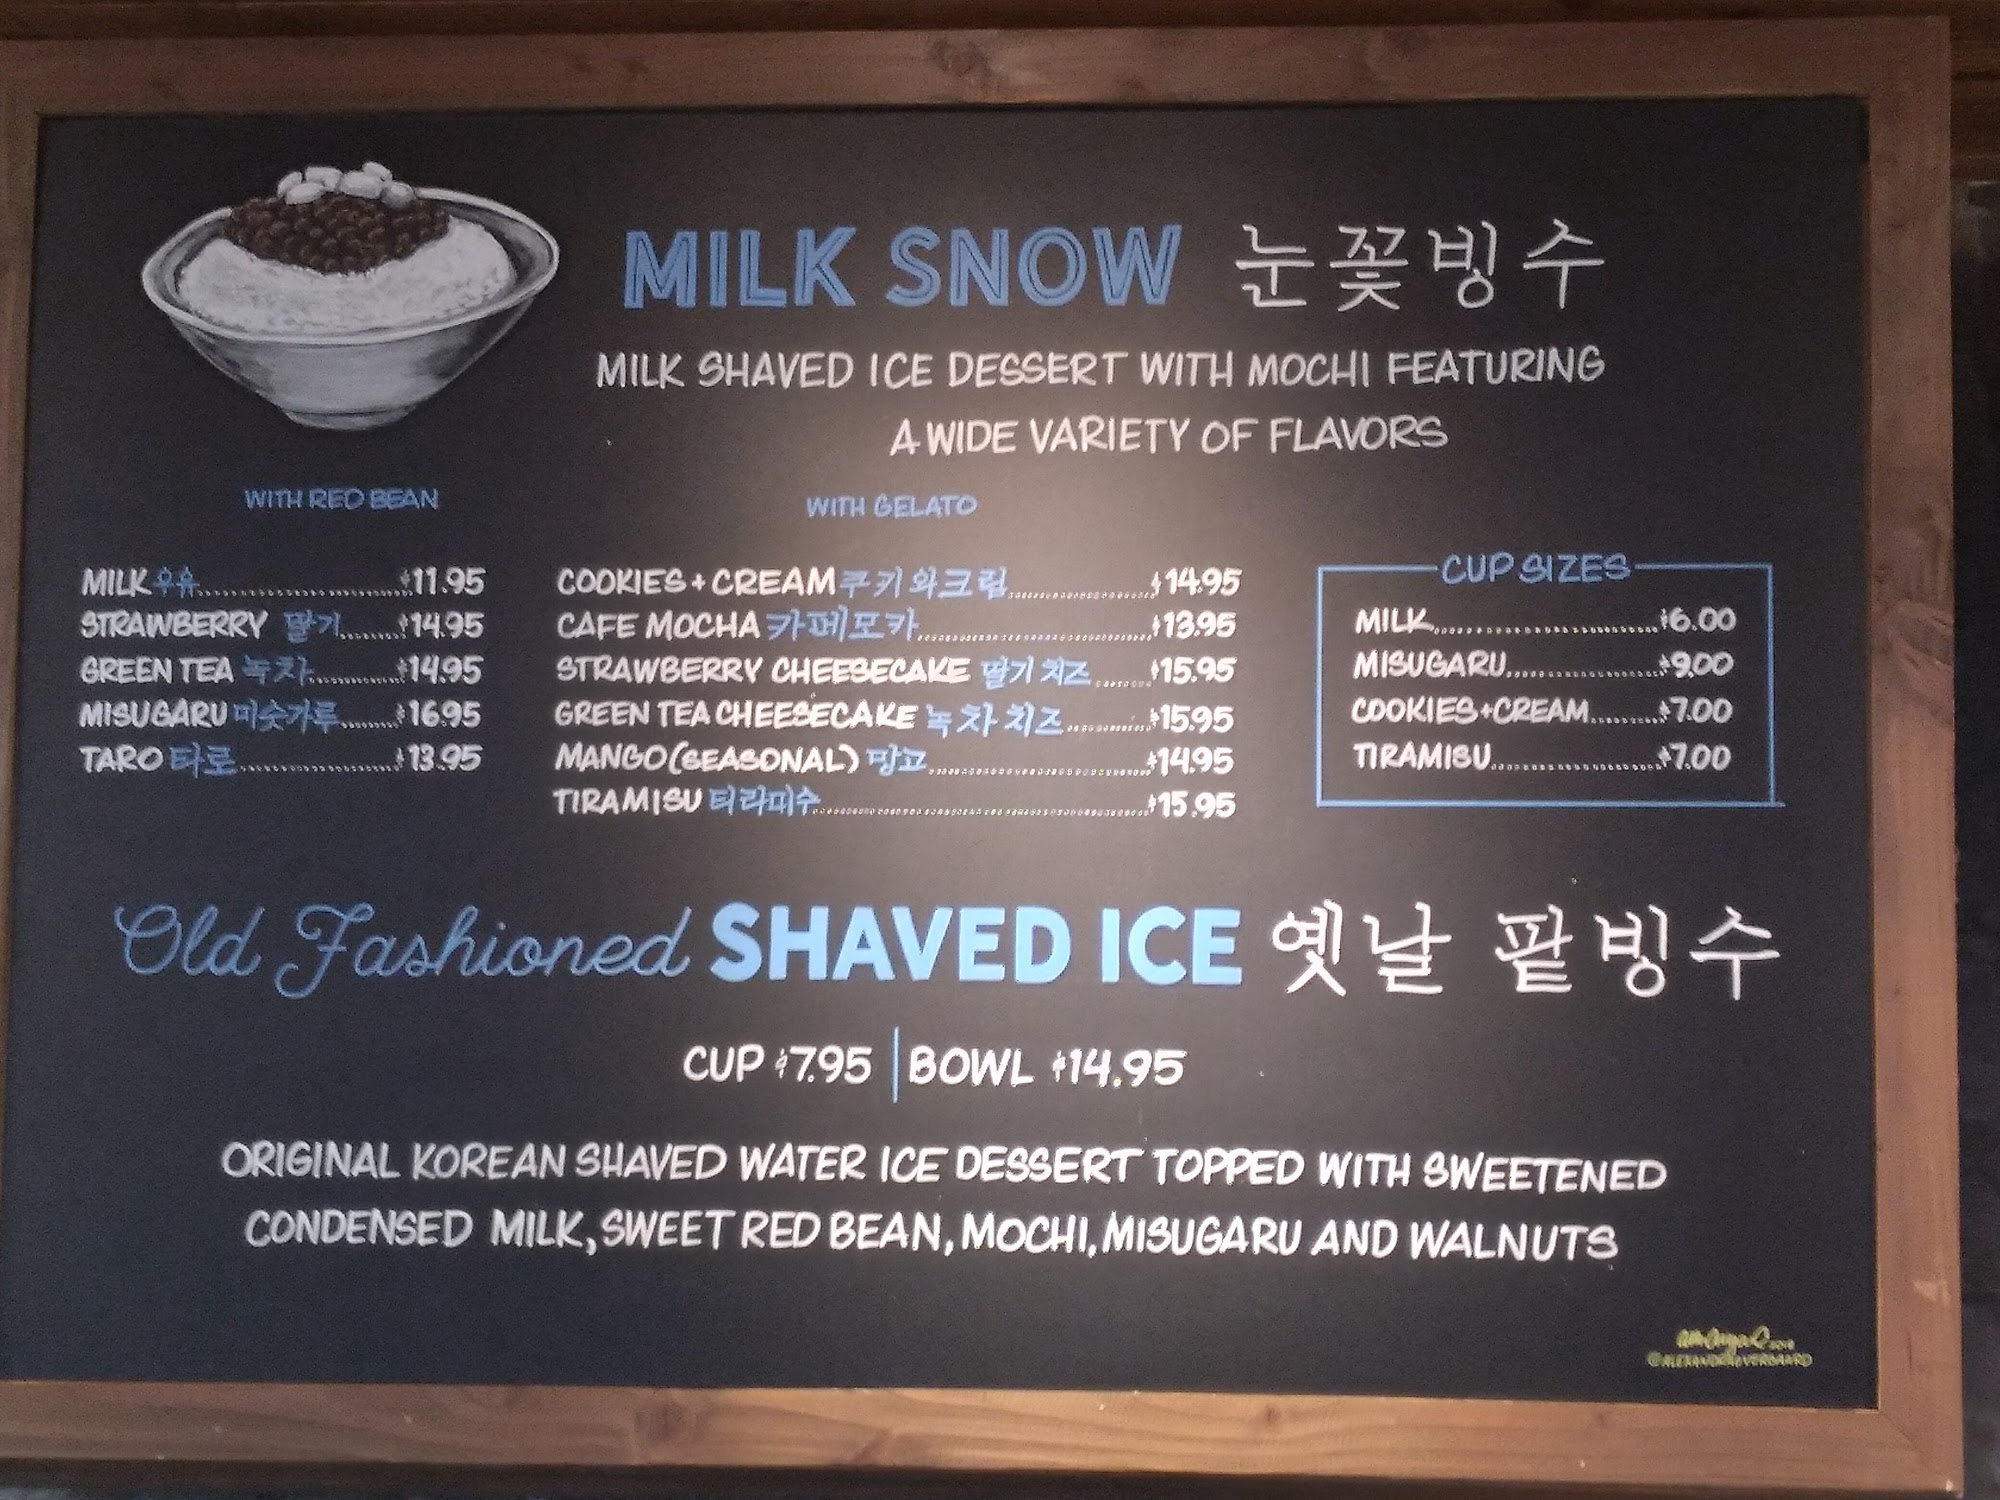 MILK SNOW 눈꽃빙수
MILK SHAVED ICE DESSERT WITH MOCHI FEATURING
A WIDE VARIETY OF FLAVORS
WITH RED BEAN
MILK 우유 $11.95
STRAWBERRY 딸기 $14.95
GREEN TEA 녹차 $14.95
MISUGARU 미숫가루 $16.95
TARO 타로 $13.95
WITH GELATO
COOKIES + CREAM 쿠키와크림 $14.95
CAFE MOCHA 카페모카 $13.95
STRAWBERRY CHEESECAKE 딸기치즈 $15.95
GREEN TEA CHEESECAKE 녹차치즈 $15.95
MANGO (SEASONAL) 망고 $14.95
TIRAMISU 티라미수 $15.95
CUP SIZES
MILK $6.00
MISUGARU $9.00
COOKIES+CREAM $7.00
TIRAMISU $7.00
Old Fashioned SHAVED ICE 옛날 팥빙수
CUP $7.95 | BOWL $14.95
ORIGINAL KOREAN SHAVED WATER ICE DESSERT TOPPED WITH SWEETENED
CONDENSED MILK, SWEET RED BEAN, MOCHI, MISUGARU AND WALNUTS